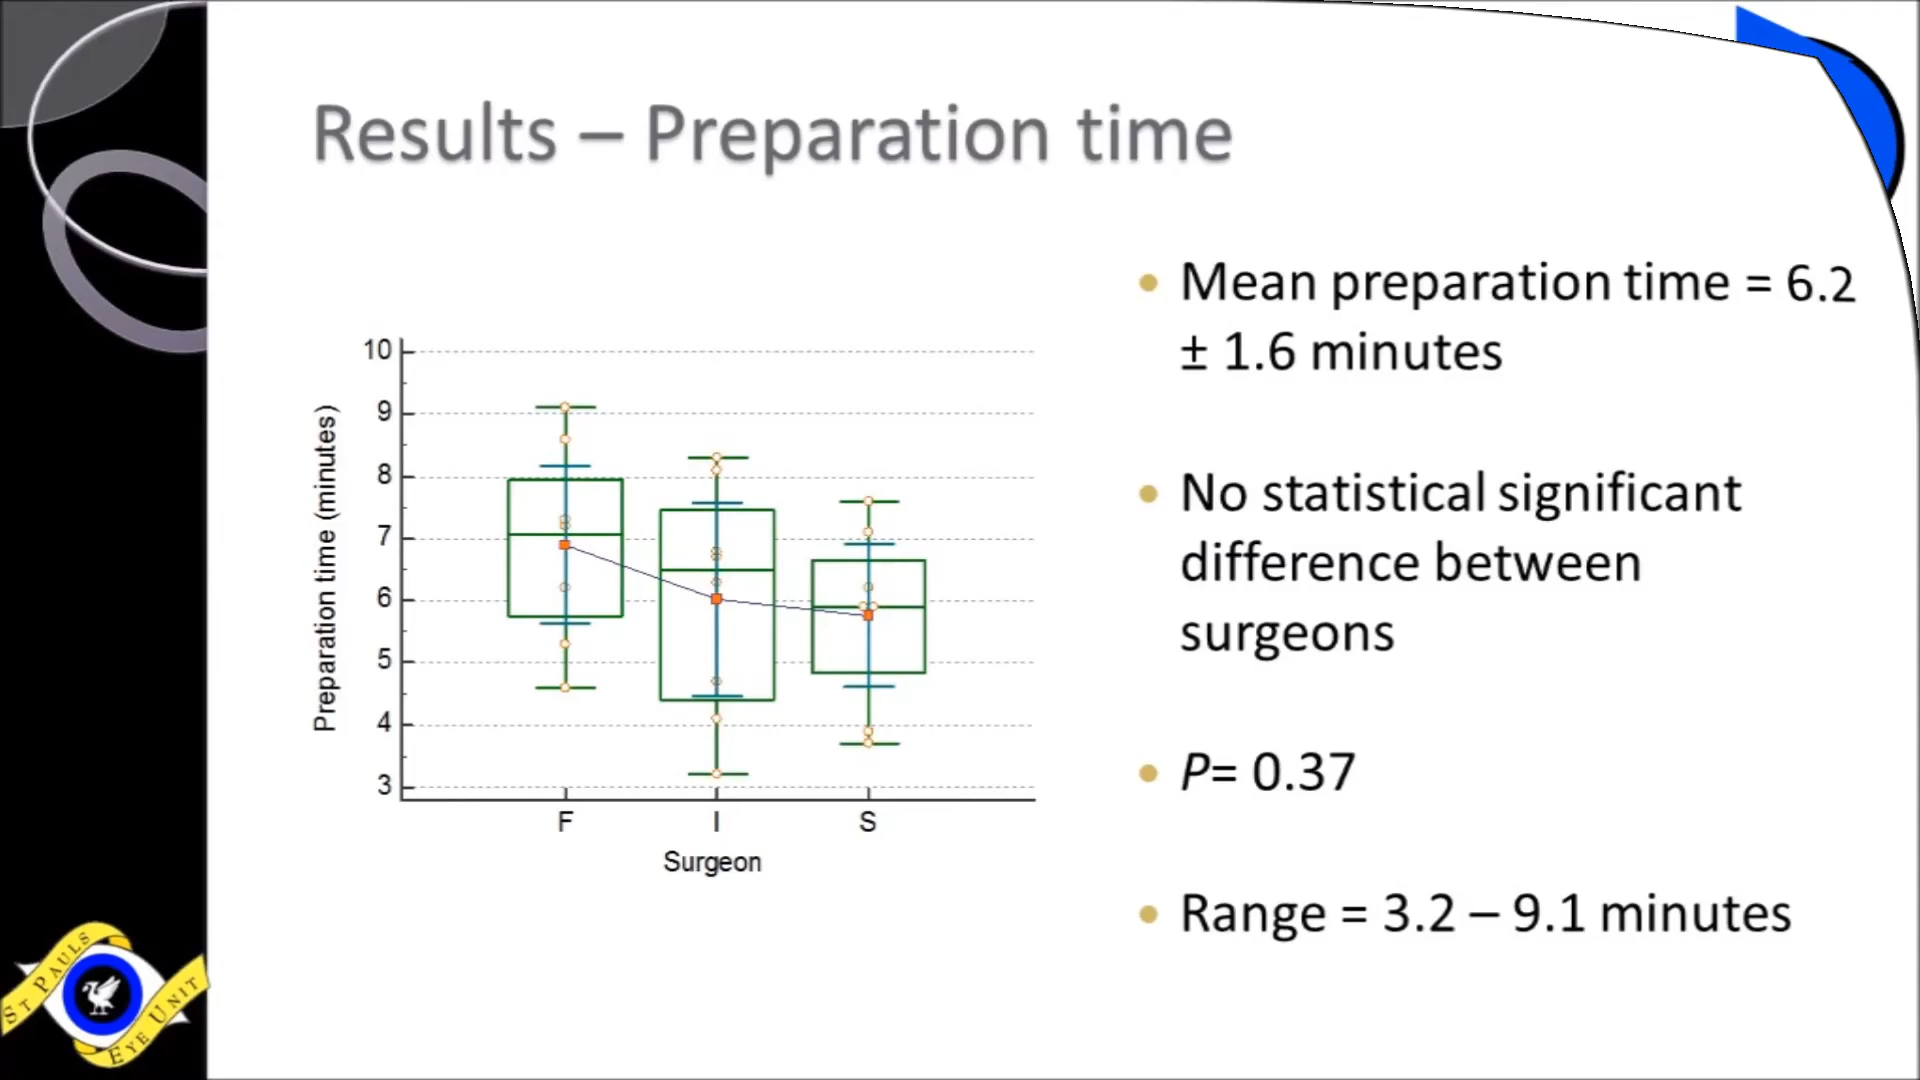 Results – Preparation time
Mean preparation time = 6.2
± 1.6 minutes
No statistical significant
difference between
surgeons
P= 0.37
Range = 3.2 – 9.1 minutes
Preparation time (minutes)
10
9
8
7
6
5
4
3
F I S
Surgeon
ST PAULS
EYE UNIT